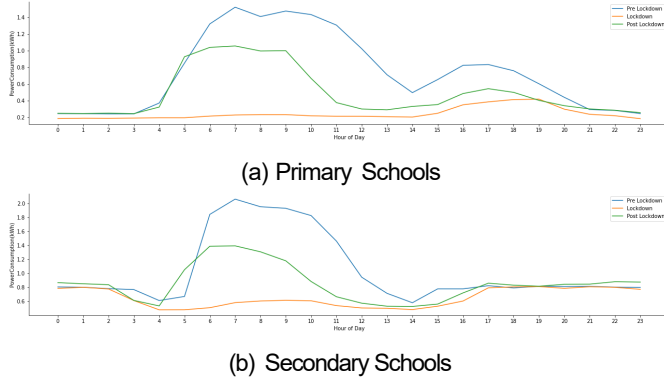 1.4
1.2
1.0
0.8
0.6
0.4
0.2
PowerConsumption(kWh)
Pre Lockdown
Lockdown
Post Lockdown
0 1 2 3 4 5 6 7 8 9 10 11 12 13 14 15 16 17 18 19 20 21 22 23
Hour of Day
(a) Primary Schools
2.0
1.8
1.6
1.4
1.2
1.0
0.8
0.6
PowerConsumption(kWh)
Pre Lockdown
Lockdown
Post Lockdown
0 1 2 3 4 5 6 7 8 9 10 11 12 13 14 15 16 17 18 19 20 21 22 23
Hour of Day
(b) Secondary Schools